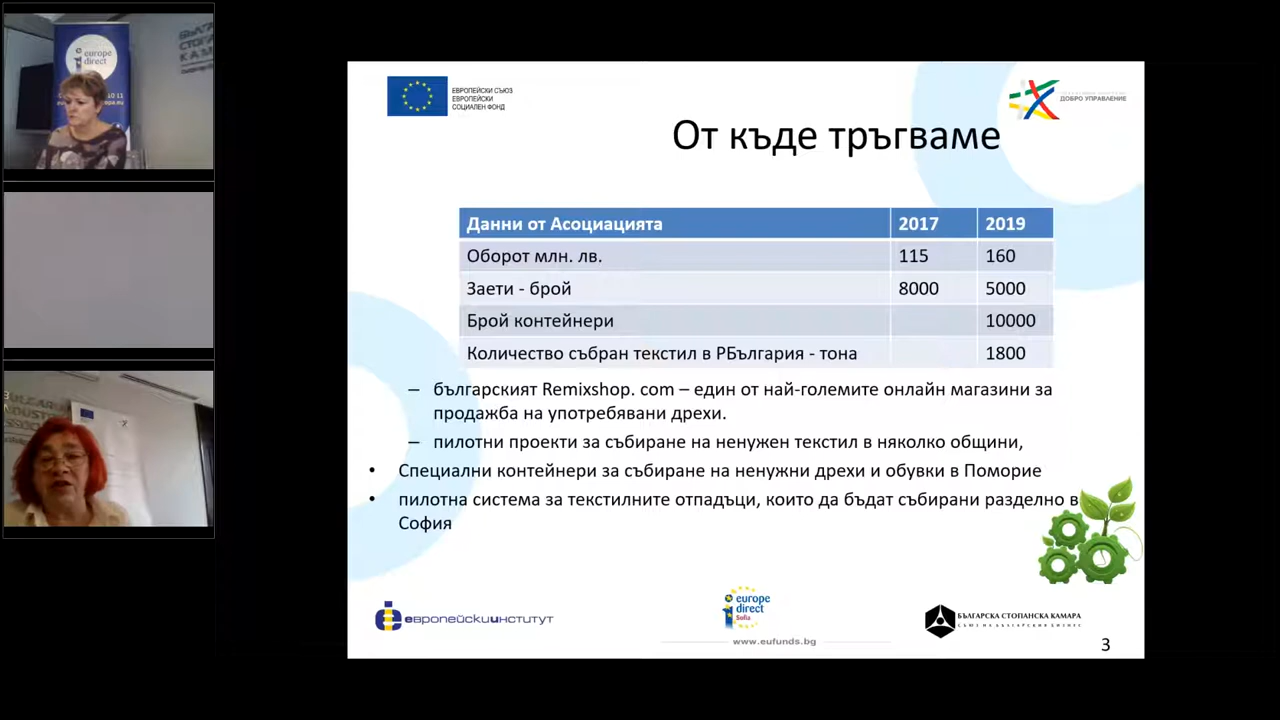 europe
direct
ЕВРОПЕЙСКИ СЪЮЗ
ЕВРОПЕЙСКИ
СОЦИАЛЕН ФОНД
ДОБРО УПРАВЛЕНИЕ
От къде тръгваме
Данни от Асоциацията 2017 2019
Оборот млн. лв. 115 160
Заети - брой 8000 5000
Брой контейнери 10000
Количество събран текстил в РБългария - тона 1800
– българският Remixshop. com – един от най-големите онлайн магазини за
продажба на употребявани дрехи.
– пилотни проекти за събиране на ненужен текстил в няколко общини,
• Специални контейнери за събиране на ненужни дрехи и обувки в Поморие
• пилотна система за текстилните отпадъци, които да бъдат събирани разделно в
София
европейскиинститут
europe
direct
Sofia
www.eufunds.bg
БЪЛГАРСКА СТОПАНСКА КАМАРА
СЪЮЗ НА БЪЛГАРСКИЯ БИЗНЕС
3